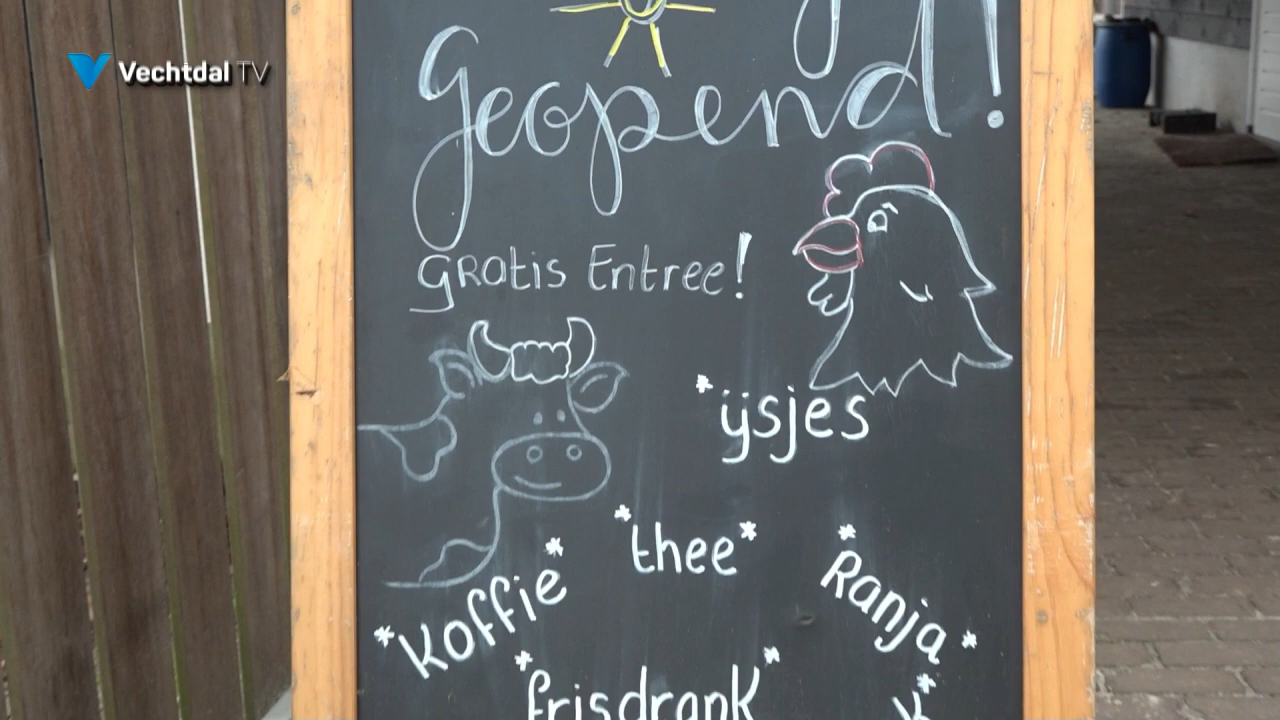 Vechtdal TV
geopend!
gratis Entree!
*ijsjes
*thee*
*Koffie*
*Ranja*
*frisdrank*